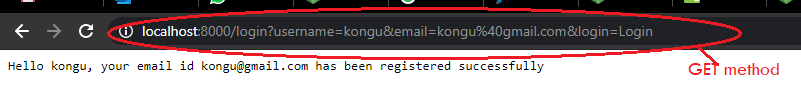 localhost:8000/login?username=kongu&email=kongu%40gmail.com&login=Login
Hello kongu, your email id kongu@gmail.com has been registered successfully
GET method